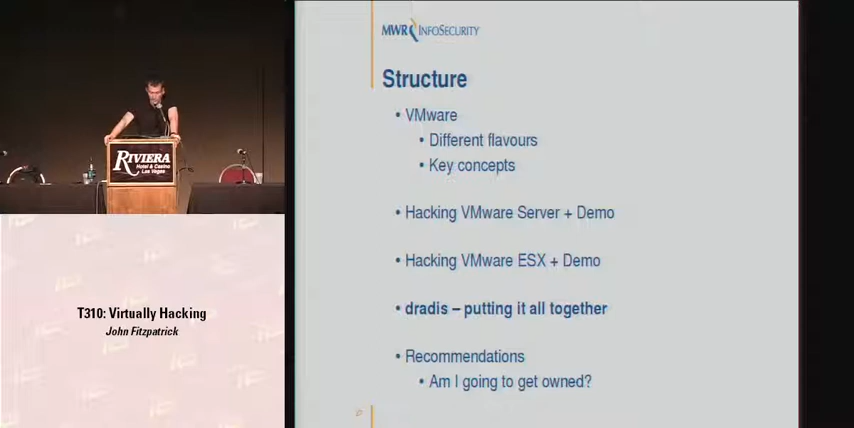 MWR INFOSECURITY
Structure
• VMware
• Different flavours
• Key concepts
• Hacking VMware Server + Demo
• Hacking VMware ESX + Demo
• dradis – putting it all together
• Recommendations
• Am I going to get owned?
RIVIERA
Hotel & Casino
Las Vegas
T310: Virtually Hacking
John Fitzpatrick